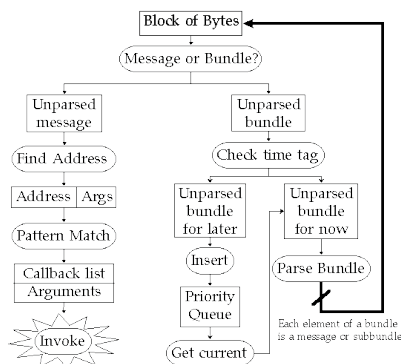 Block of Bytes
Message or Bundle?
Unparsed
message
Unparsed
bundle
Find Address
Check time tag
Address Args
Unparsed
bundle
for later
Unparsed
bundle
for now
Pattern Match
Insert
Parse Bundle
Callback list
Arguments
Priority
Queue
Each element of a bundle
is a message or subbundle
Invoke
Get current